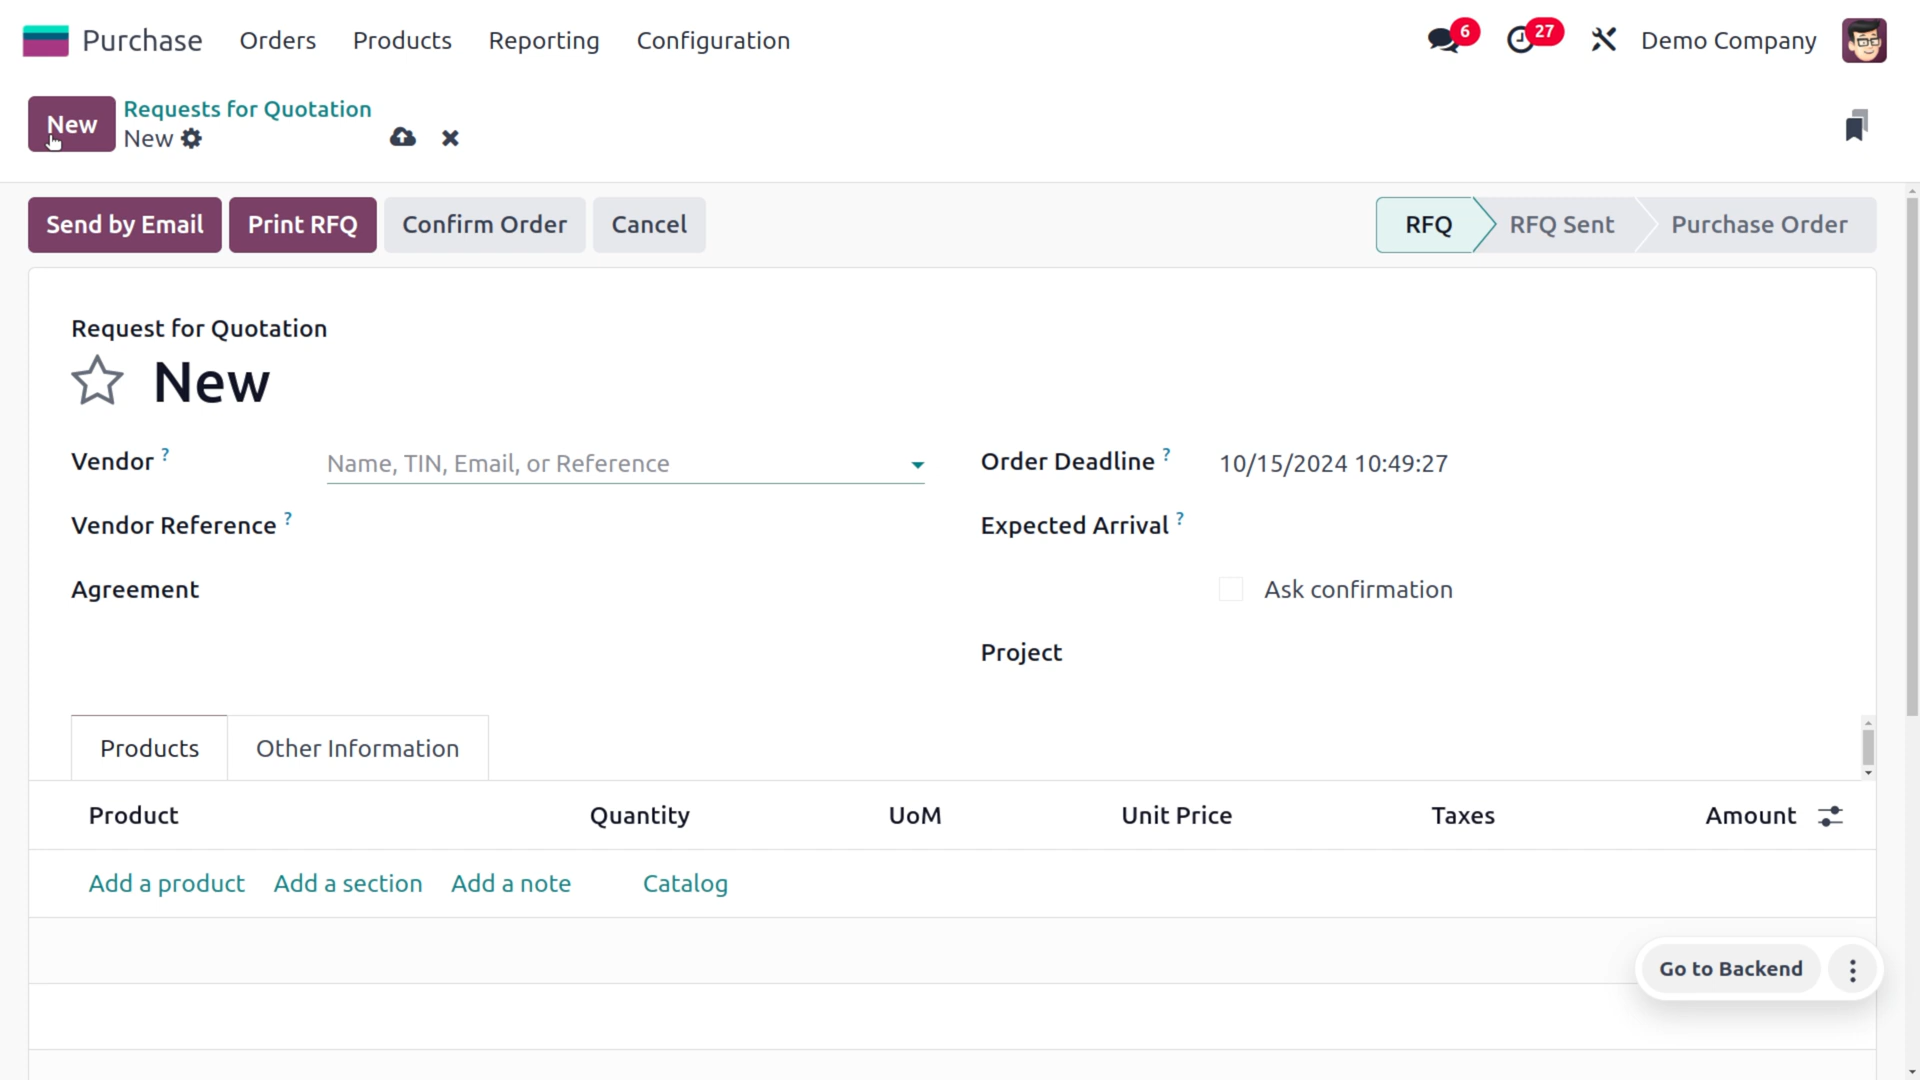 Purchase Orders Products Reporting Configuration 6 27 Demo Company
New Requests for Quotation
New
Send by Email Print RFQ Confirm Order Cancel RFQ RFQ Sent Purchase Order
Request for Quotation
New
Vendor ? Name, TIN, Email, or Reference Order Deadline ? 10/15/2024 10:49:27
Vendor Reference ? Expected Arrival ?
Agreement Ask confirmation
Project
Products Other Information
Product Quantity UoM Unit Price Taxes Amount
Add a product Add a section Add a note Catalog
Go to Backend